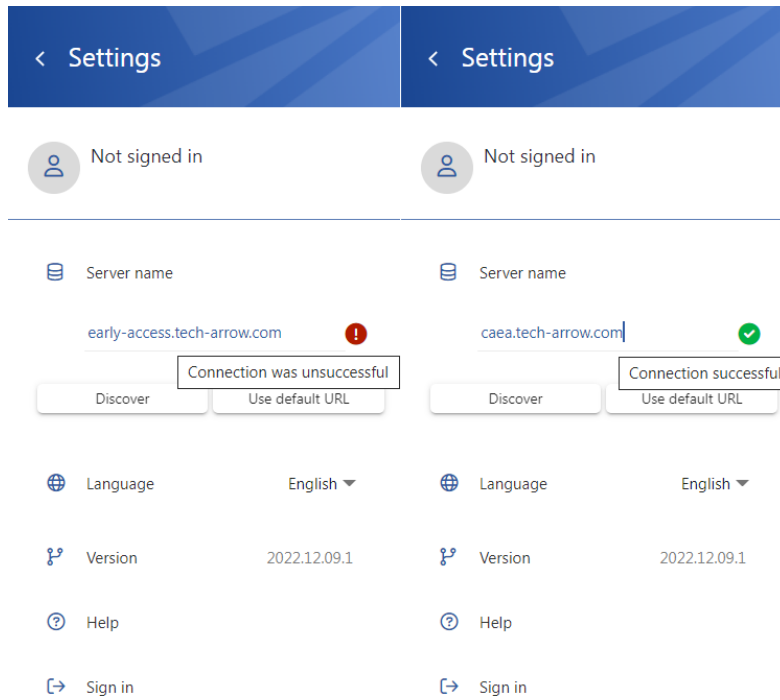 Settings
Not signed in
Server name
early-access.tech-arrow.com
Connection was unsuccessful
Discover
Use default URL
Language
English
Version
2022.12.09.1
Help
Sign in
Settings
Not signed in
Server name
caea.tech-arrow.com
Connection successful
Discover
Use default URL
Language
English
Version
2022.12.09.1
Help
Sign in